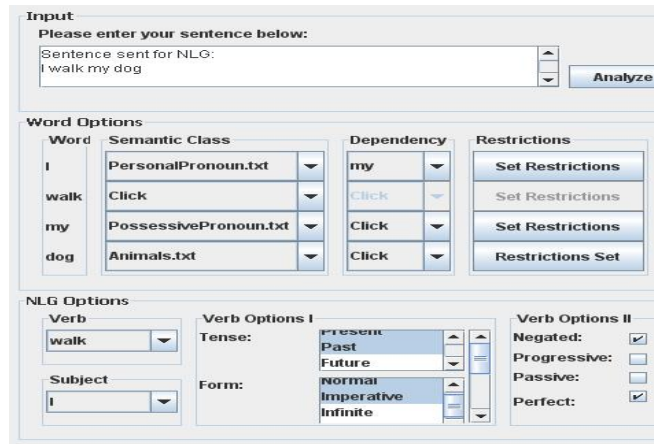 Input
Please enter your sentence below:
Sentence sent for NLG:
I walk my dog
Analyze
Word Options
Word Semantic Class Dependency Restrictions
I PersonalPronoun.txt my Set Restrictions
walk Click Click Set Restrictions
my PossessivePronoun.txt Click Set Restrictions
dog Animals.txt Click Restrictions Set
NLG Options
Verb Verb Options I Verb Options II
walk Tense: Present Negated:
Past Progressive:
Future
Subject Form: Normal Passive:
I Imperative Perfect:
Infinite